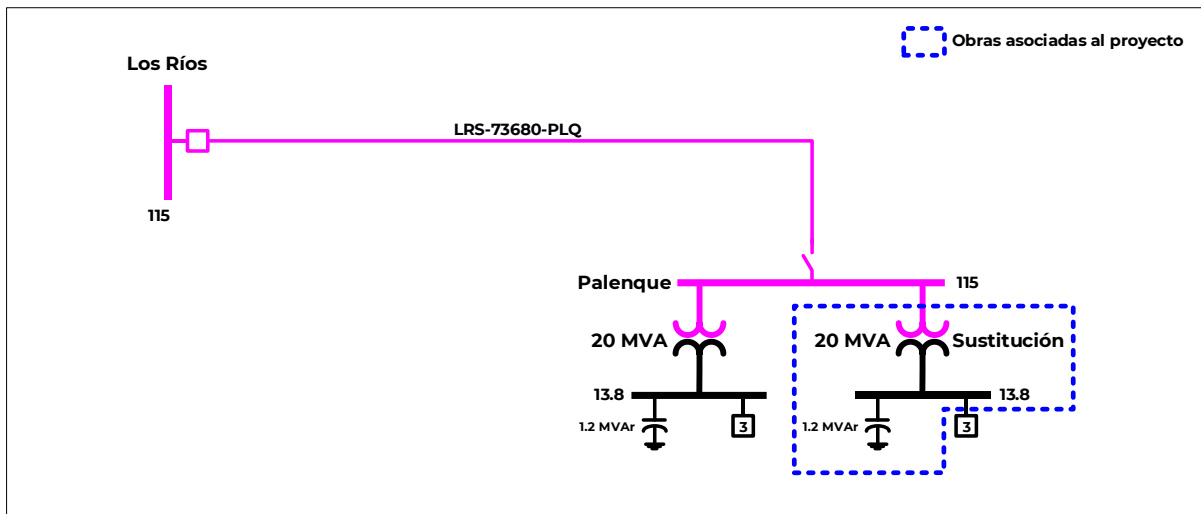 Obras asociadas al proyecto
Los Ríos
LRS-73680-PLQ
115
Palenque
115
20 MVA
20 MVA
Sustitución
13.8
13.8
1.2 MVAr
3
1.2 MVAr
3